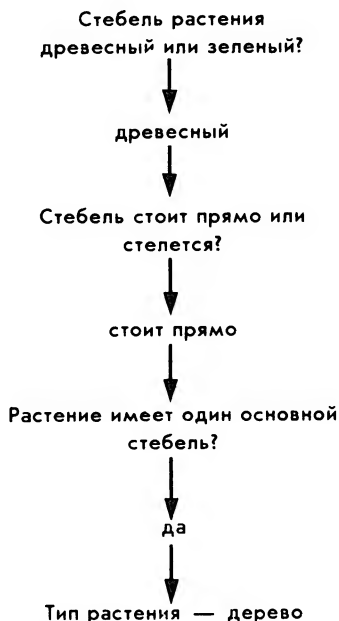 Стебель растения
древесный или зеленый?
древесный
Стебель стоит прямо или
стелется?
стоит прямо
Растение имеет один основной
стебель?
да
Тип растения — дерево